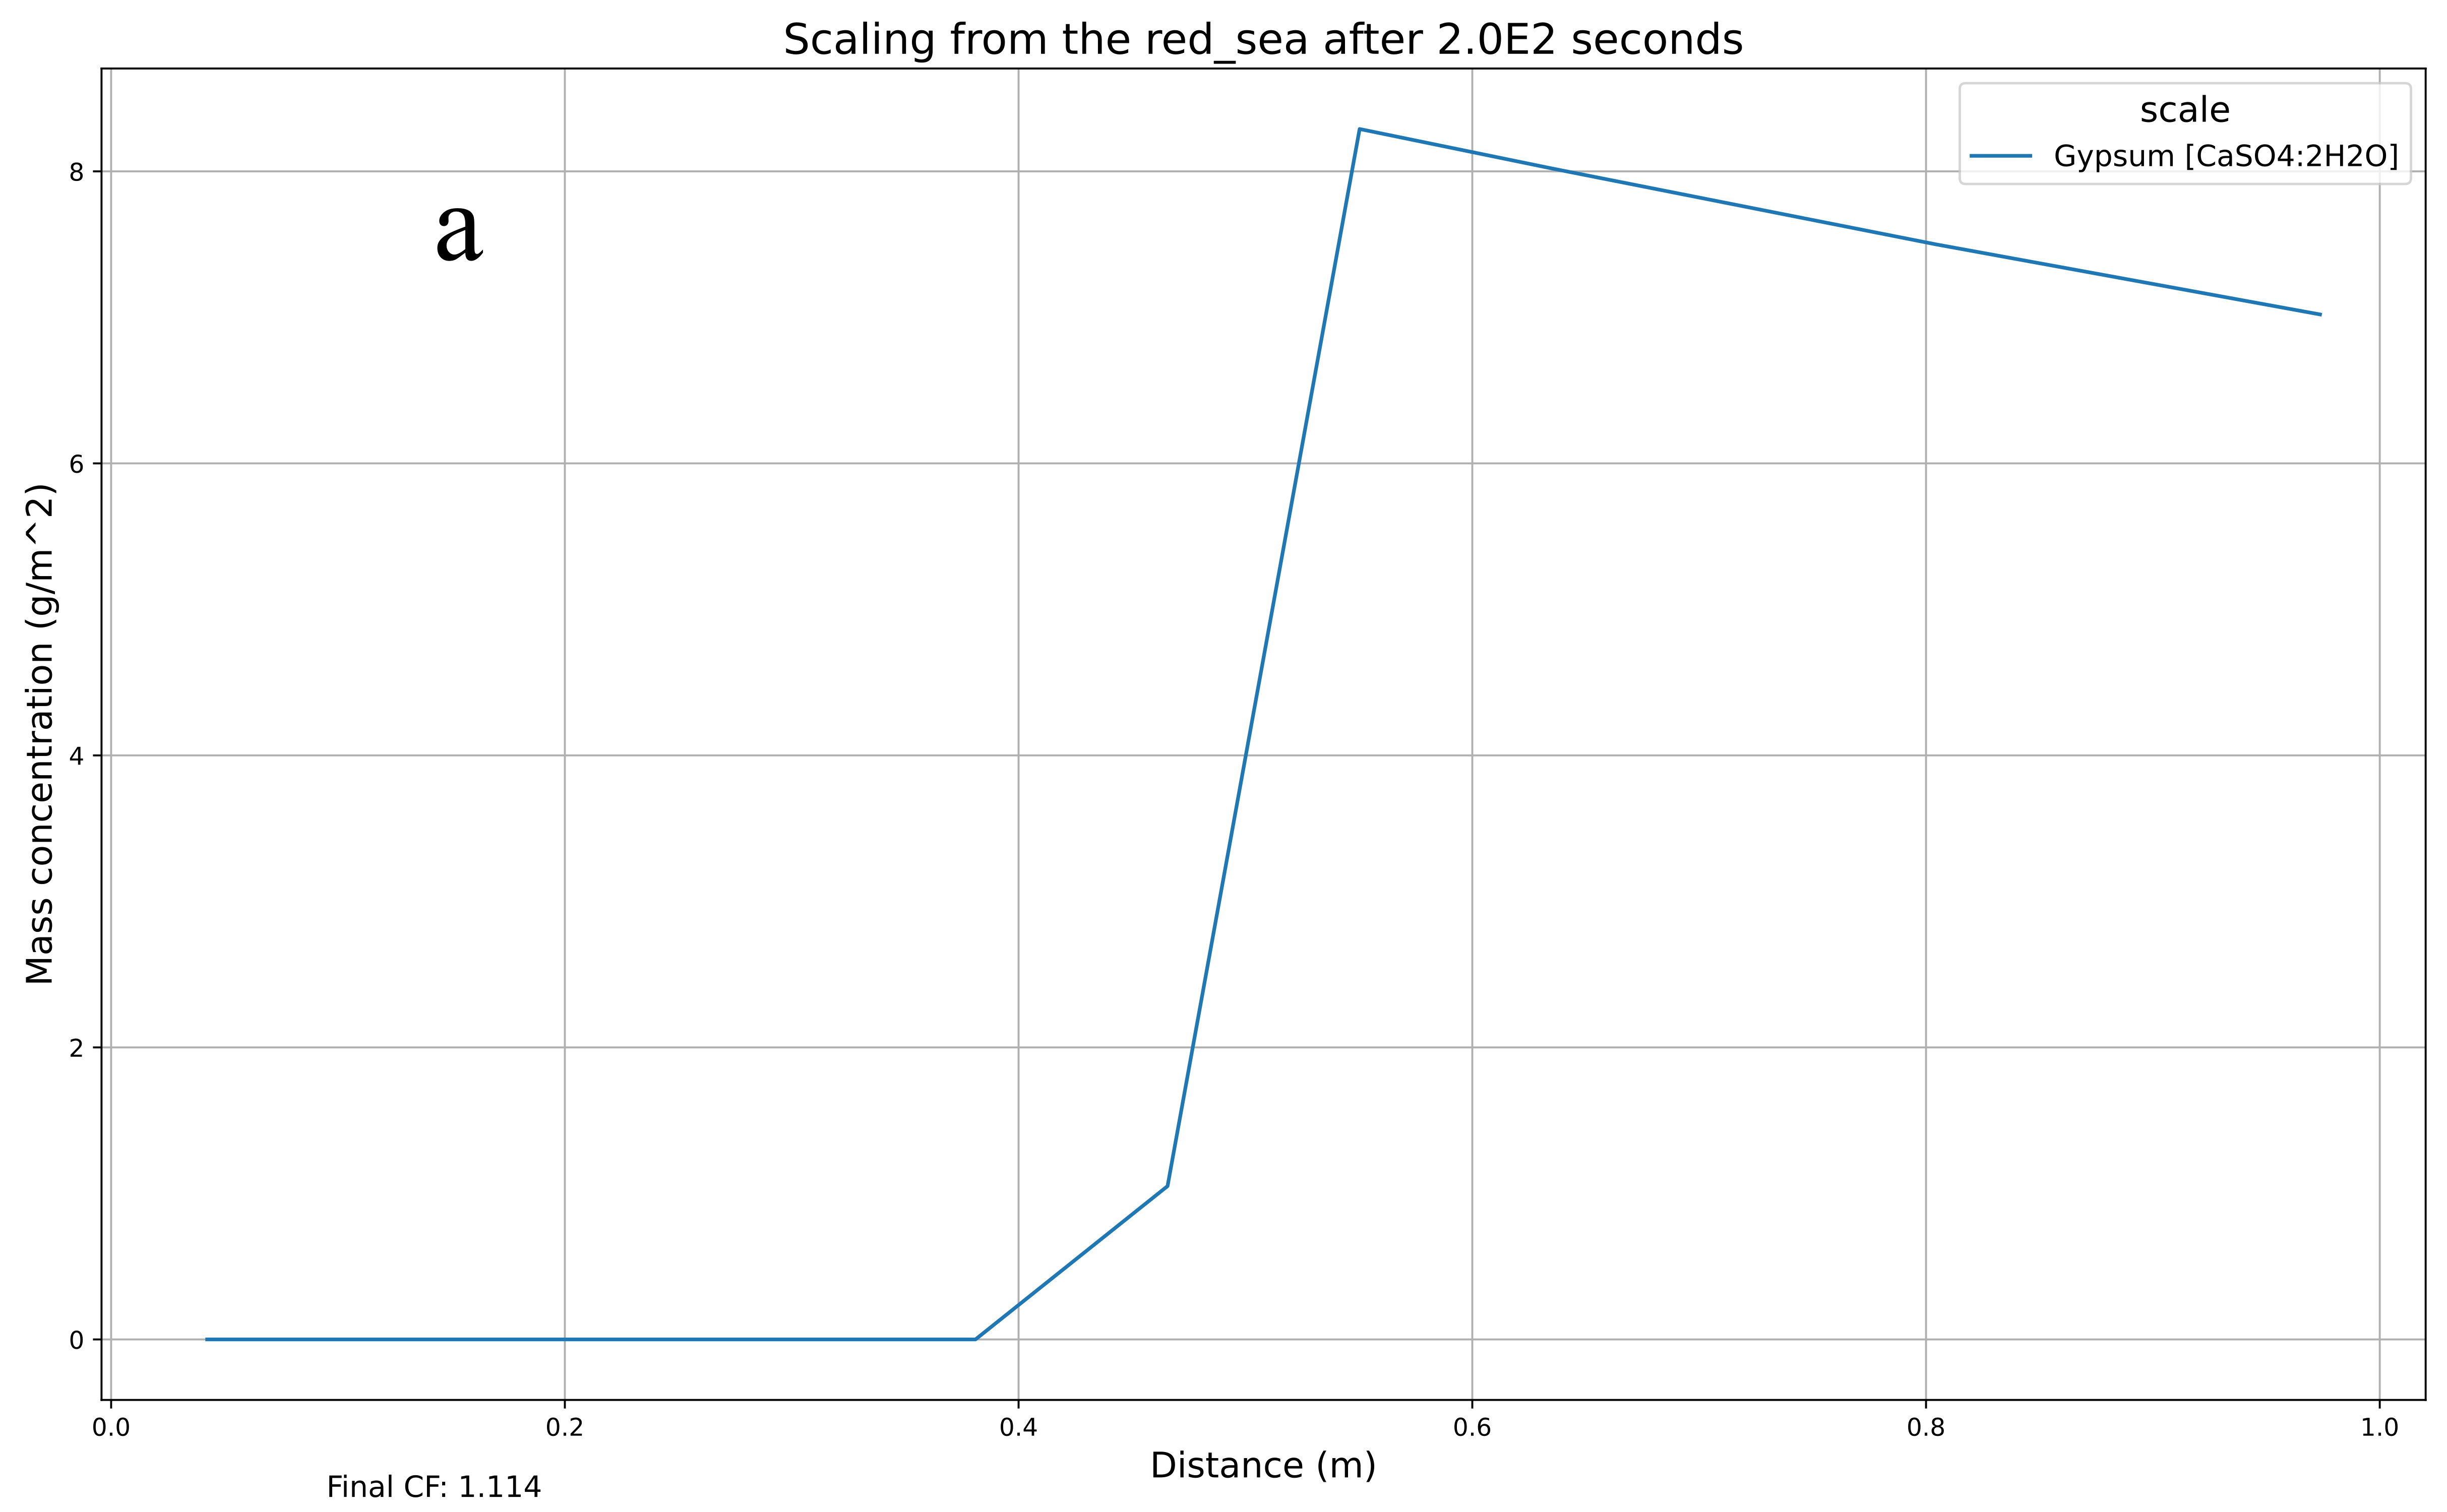 Scaling from the red_sea after 2.0E2 seconds
scale
Gypsum [CaSO4:2H2O]
a
Mass concentration (g/m^2)
8
6
4
2
0
0.0 0.2 0.4 0.6 0.8 1.0
Distance (m)
Final CF: 1.114